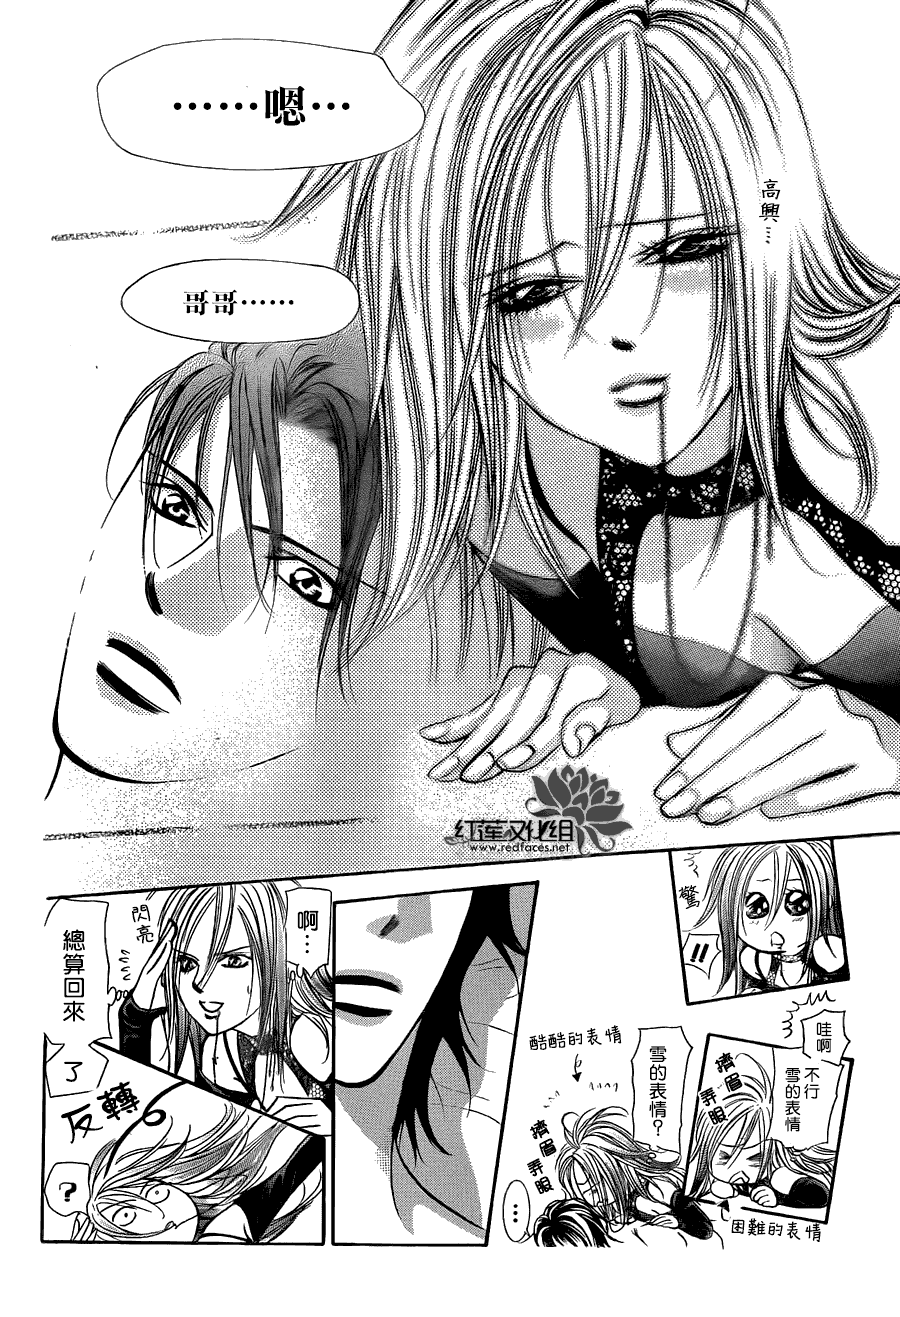 ……嗯…
高興…
哥哥……
红莲文化组
www.redfaces.net
驚
!!
哇啊
不行
雪的表情
擠眉
弄眼
困難的表情
雪的表情？
酷酷的表情
擠眉
弄眼
…
啊…
閃亮
總算回來
了
反轉
？